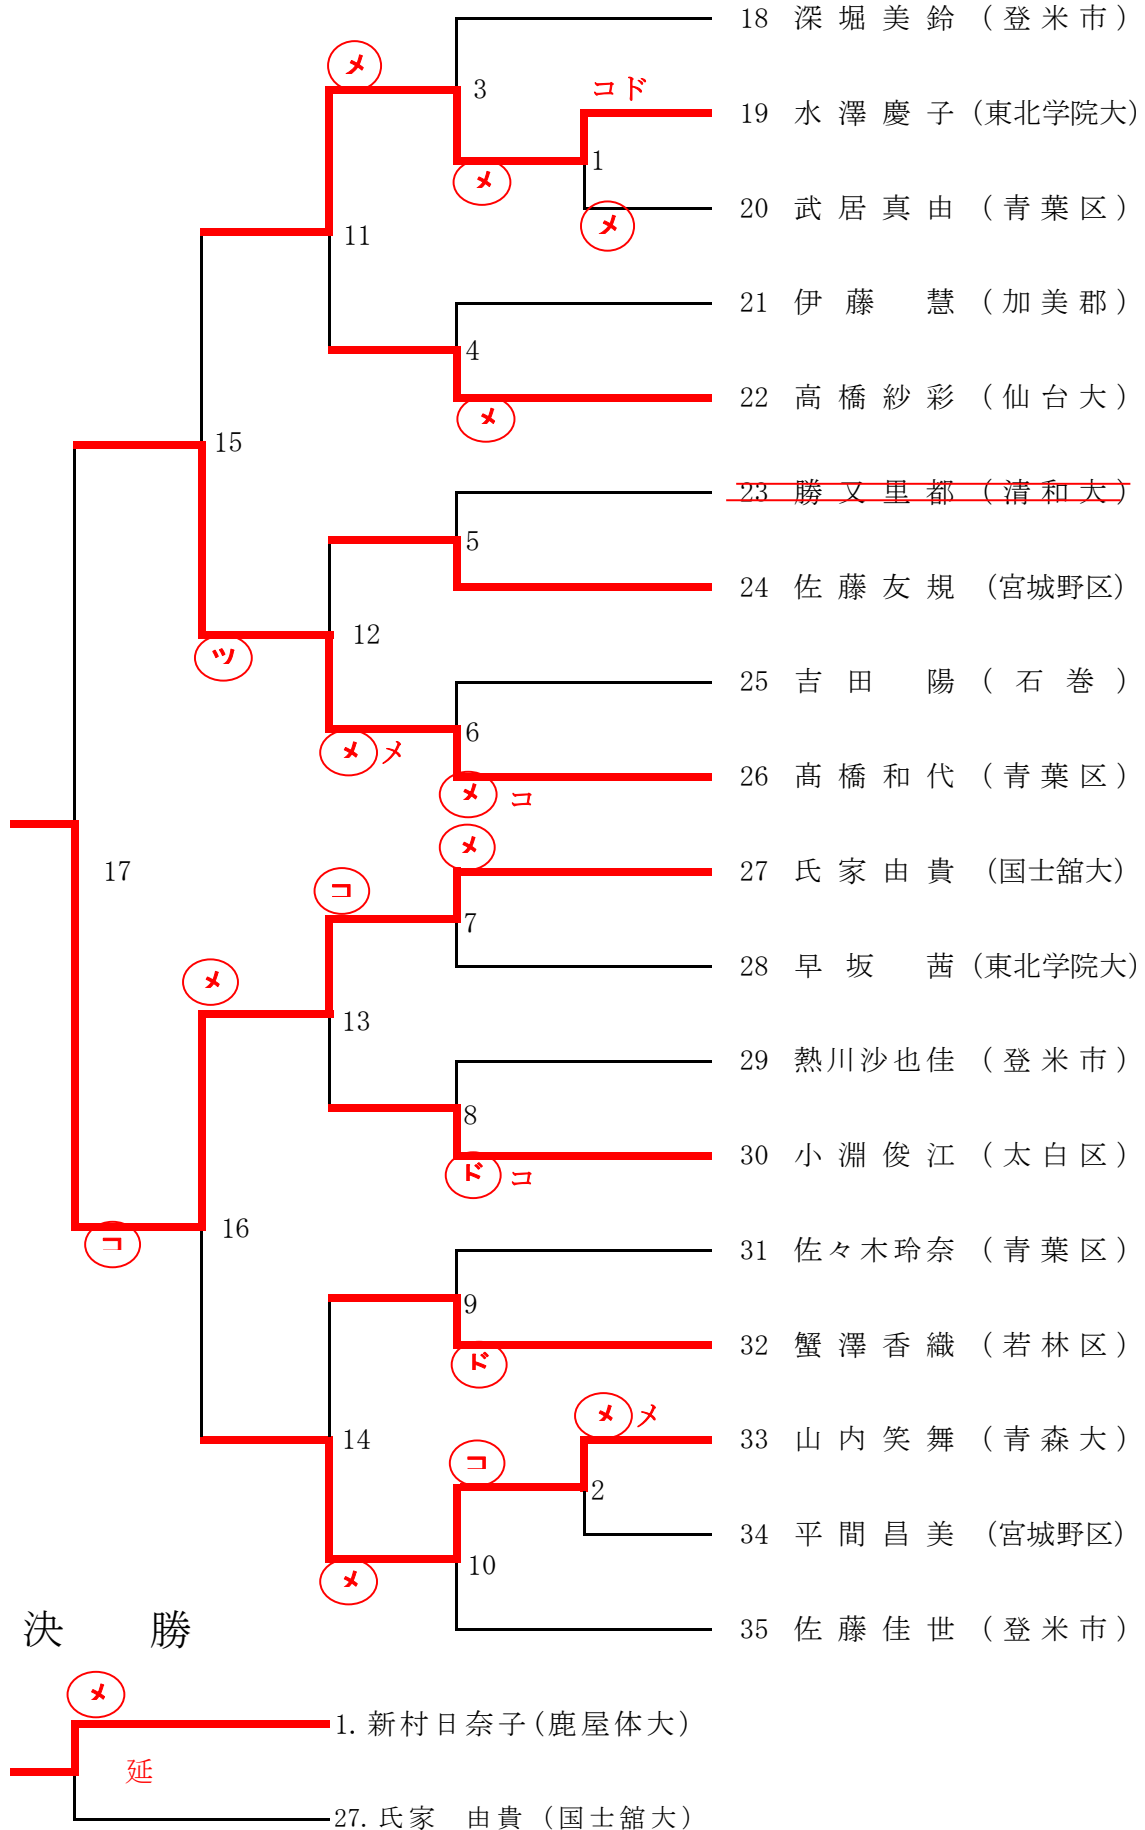 18 深堀美鈴 (登米市)
メ
3
コド
19 水澤慶子 (東北学院大)
1
メ
20 武居真由 (青葉区)
メ
11
21 伊藤 慧 (加美郡)
4
22 高橋紗彩 (仙台大)
メ
15
23 勝又里都 (清和大)
5
24 佐藤友規 (宮城野区)
12
ツ
25 吉田 陽 (石巻)
6
メメ
26 髙橋和代 (青葉区)
メコ
メ
17
27 氏家由貴 (国士舘大)
コ
7
28 早坂 茜 (東北学院大)
メ
13
29 熱川沙也佳 (登米市)
8
30 小淵俊江 (太白区)
ドコ
16
コ
31 佐々木玲奈 (青葉区)
9
32 蟹澤香織 (若林区)
ド
メメ
14
33 山内笑舞 (青森大)
コ
2
34 平間昌美 (宮城野区)
10
メ
35 佐藤佳世 (登米市)
決 勝
メ
1. 新村日奈子(鹿屋体大)
延
27. 氏家 由貴 (国士舘大)